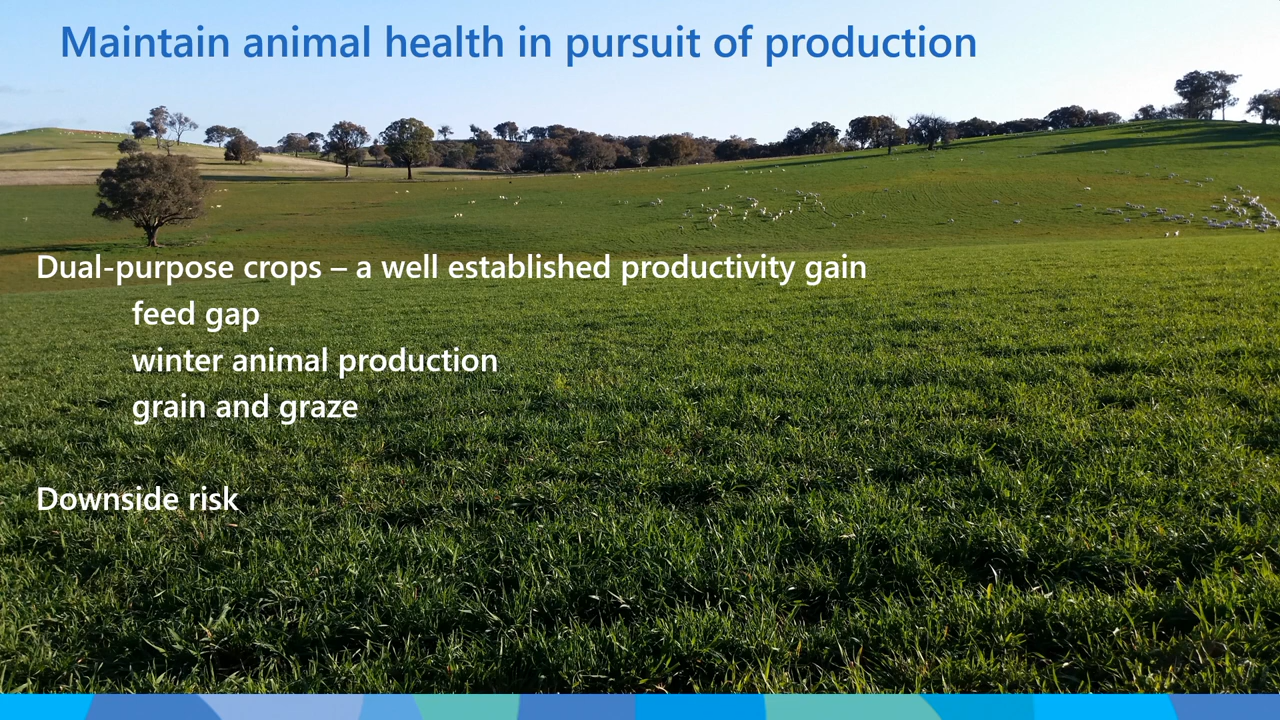 Maintain animal health in pursuit of production
Dual-purpose crops – a well established productivity gain
feed gap
winter animal production
grain and graze
Downside risk